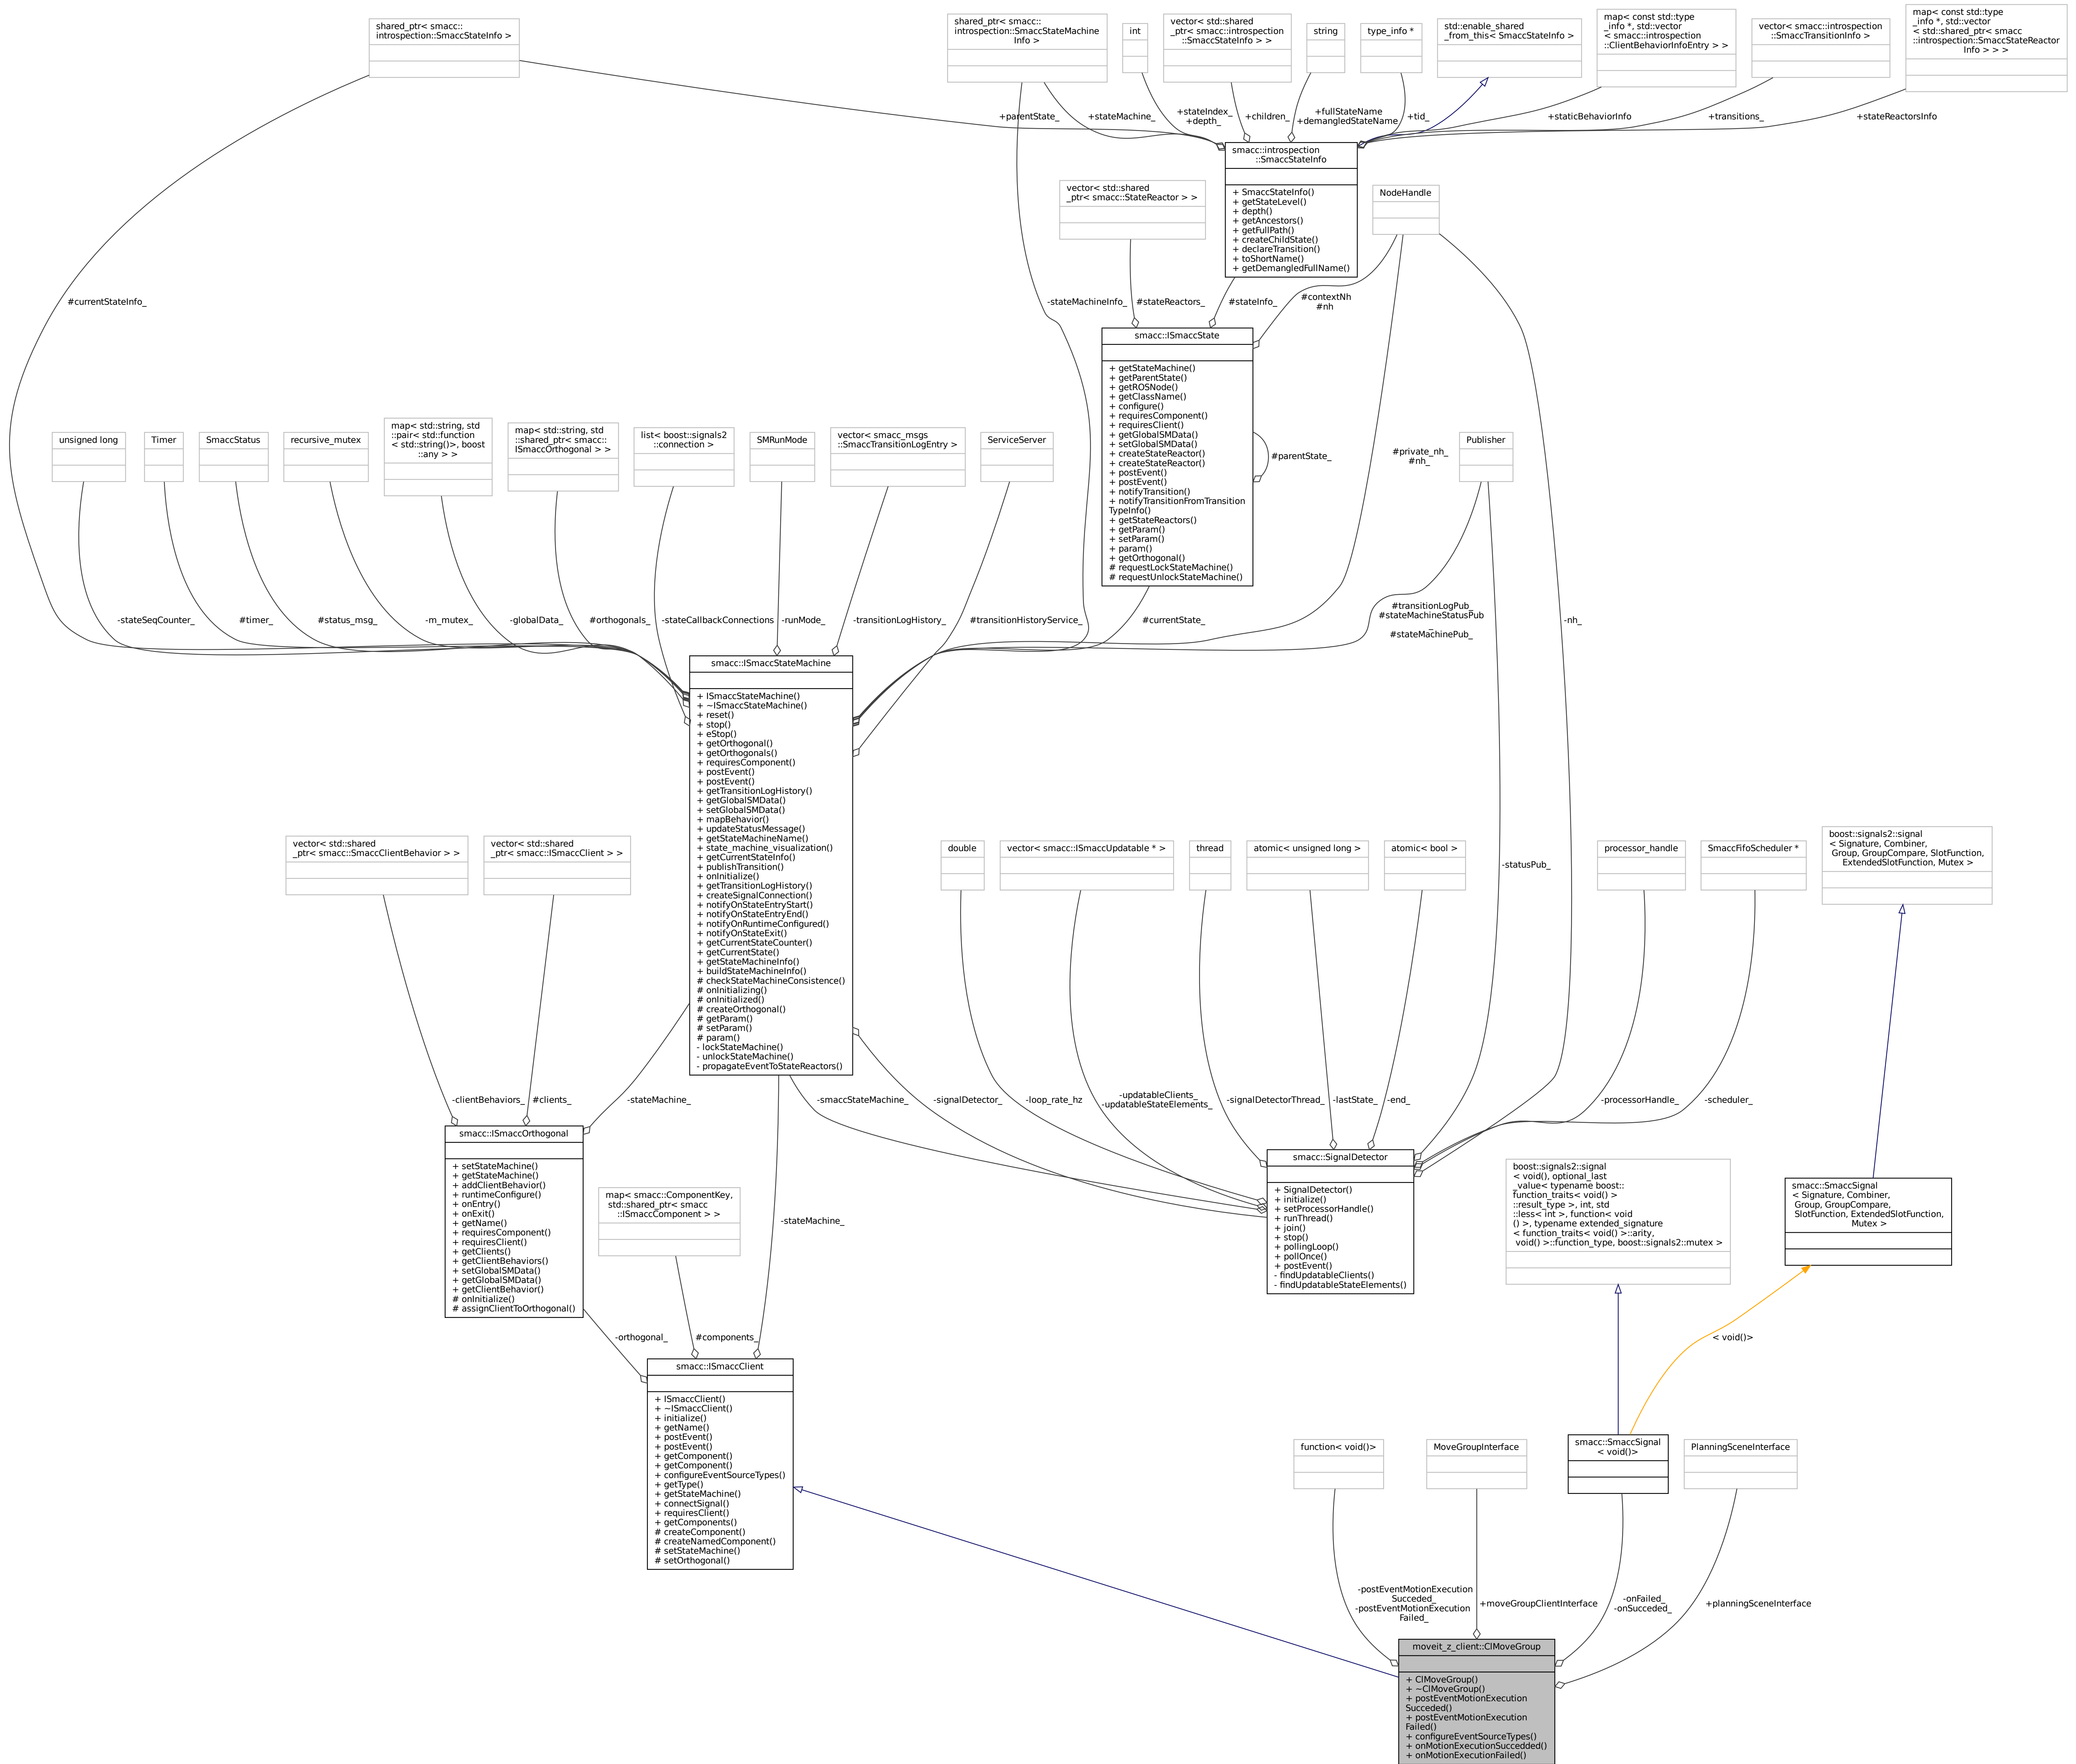 shared_ptr< smacc::
introspection::SmaccStateInfo >
shared_ptr< smacc::
introspection::SmaccStateMachine
Info >
int
vector< std::shared
_ptr< smacc::introspection
::SmaccStateInfo > >
string
type_info *
std::enable_shared
_from_this< SmaccStateInfo >
map< const std::type
_info *, std::vector
< smacc::introspection
::ClientBehaviorInfoEntry > >
vector< smacc::introspection
::SmaccTransitionInfo >
map< const std::type
_info *, std::vector
< std::shared_ptr< smacc
::introspection::SmaccStateReactor
Info > > >
+parentState_
+stateMachine_
+stateIndex_
+depth_
+children_
+fullStateName
+demangledStateName
+tid_
+staticBehaviorInfo
+transitions_
+stateReactorsInfo
smacc::introspection
::SmaccStateInfo
+ SmaccStateInfo()
+ getStateLevel()
+ depth()
+ getAncestors()
+ getFullPath()
+ createChildState()
+ declareTransition()
+ toShortName()
+ getDemangledFullName()
vector< std::shared
_ptr< smacc::StateReactor > >
NodeHandle
#currentStateInfo_
-stateMachineInfo_
#stateReactors_
#stateInfo_
#contextNh
#nh
smacc::ISmaccState
+ getStateMachine()
+ getParentState()
+ getROSNode()
+ getClassName()
+ configure()
+ requiresComponent()
+ requiresClient()
+ getGlobalSMData()
+ setGlobalSMData()
+ createStateReactor()
+ createStateReactor()
+ postEvent()
+ postEvent()
+ notifyTransition()
+ notifyTransitionFromTransition
TypeInfo()
+ getStateReactors()
+ getParam()
+ setParam()
+ param()
+ getOrthogonal()
# requestLockStateMachine()
# requestUnlockStateMachine()
#parentState_
#private_nh_
#nh_
unsigned long
Timer
SmaccStatus
recursive_mutex
map< std::string, std
::pair< std::function
< std::string()>, boost
::any > >
map< std::string, std
::shared_ptr< smacc::
ISmaccOrthogonal > >
list< boost::signals2
::connection >
SMRunMode
vector< smacc_msgs
::SmaccTransitionLogEntry >
ServiceServer
Publisher
-stateSeqCounter_
#timer_
#status_msg_
-m_mutex_
-globalData_
#orthogonals_
-stateCallbackConnections
-runMode_
-transitionLogHistory_
#transitionHistoryService_
#currentState_
#transitionLogPub_
#stateMachineStatusPub
_
#stateMachinePub_
-nh_
smacc::ISmaccStateMachine
+ ISmaccStateMachine()
+ ~ISmaccStateMachine()
+ reset()
+ stop()
+ eStop()
+ getOrthogonal()
+ getOrthogonals()
+ requiresComponent()
+ postEvent()
+ postEvent()
+ getTransitionLogHistory()
+ getGlobalSMData()
+ setGlobalSMData()
+ mapBehavior()
+ updateStatusMessage()
+ getStateMachineName()
+ state_machine_visualization()
+ getCurrentStateInfo()
+ publishTransition()
+ onInitialize()
+ getTransitionLogHistory()
+ createSignalConnection()
+ notifyOnStateEntryStart()
+ notifyOnStateEntryEnd()
+ notifyOnRuntimeConfigured()
+ notifyOnStateExit()
+ getCurrentStateCounter()
+ getCurrentState()
+ getStateMachineInfo()
+ buildStateMachineInfo()
# checkStateMachineConsistence()
# onInitializing()
# onInitialized()
# createOrthogonal()
# getParam()
# setParam()
# param()
- lockStateMachine()
- unlockStateMachine()
- propagateEventToStateReactors()
vector< std::shared
_ptr< smacc::SmaccClientBehavior > >
vector< std::shared
_ptr< smacc::ISmaccClient > >
double
vector< smacc::ISmaccUpdatable * >
thread
atomic< unsigned long >
atomic< bool >
-statusPub_
processor_handle
SmaccFifoScheduler *
boost::signals2::signal
< Signature, Combiner,
Group, GroupCompare, SlotFunction,
ExtendedSlotFunction, Mutex >
-clientBehaviors_
#clients_
-stateMachine_
-smaccStateMachine_
-signalDetector_
-loop_rate_hz
-updatableClients_
-updatableStateElements_
-signalDetectorThread_
-lastState_
-end_
-processorHandle_
-scheduler_
smacc::ISmaccOrthogonal
+ setStateMachine()
+ getStateMachine()
+ addClientBehavior()
+ runtimeConfigure()
+ onEntry()
+ onExit()
+ getName()
+ requiresComponent()
+ requiresClient()
+ getClients()
+ getClientBehaviors()
+ setGlobalSMData()
+ getGlobalSMData()
+ getClientBehavior()
# onInitialize()
# assignClientToOrthogonal()
map< smacc::ComponentKey,
std::shared_ptr< smacc
::ISmaccComponent > >
-stateMachine_
smacc::SignalDetector
+ SignalDetector()
+ initialize()
+ setProcessorHandle()
+ runThread()
+ join()
+ stop()
+ pollingLoop()
+ pollOnce()
+ postEvent()
- findUpdatableClients()
- findUpdatableStateElements()
boost::signals2::signal
< void(), optional_last
_value< typename boost::
function_traits< void() >
::result_type >, int, std
::less< int >, function< void
() >, typename extended_signature
< function_traits< void() >::arity,
void() >::function_type, boost::signals2::mutex >
smacc::SmaccSignal
< Signature, Combiner,
Group, GroupCompare,
SlotFunction, ExtendedSlotFunction,
Mutex >
-orthogonal_
#components_
< void()>
smacc::ISmaccClient
+ ISmaccClient()
+ ~ISmaccClient()
+ initialize()
+ getName()
+ postEvent()
+ postEvent()
+ getComponent()
+ getComponent()
+ configureEventSourceTypes()
+ getType()
+ getStateMachine()
+ connectSignal()
+ requiresClient()
+ getComponents()
# createComponent()
# createNamedComponent()
# setStateMachine()
# setOrthogonal()
function< void()>
MoveGroupInterface
smacc::SmaccSignal
< void()>
PlanningSceneInterface
-postEventMotionExecution
Succeded_
-postEventMotionExecution
Failed_
+moveGroupClientInterface
-onFailed_
-onSucceded_
+planningSceneInterface
moveit_z_client::ClMoveGroup
+ ClMoveGroup()
+ ~ClMoveGroup()
+ postEventMotionExecution
Succeded()
+ postEventMotionExecution
Failed()
+ configureEventSourceTypes()
+ onMotionExecutionSuccedded()
+ onMotionExecutionFailed()